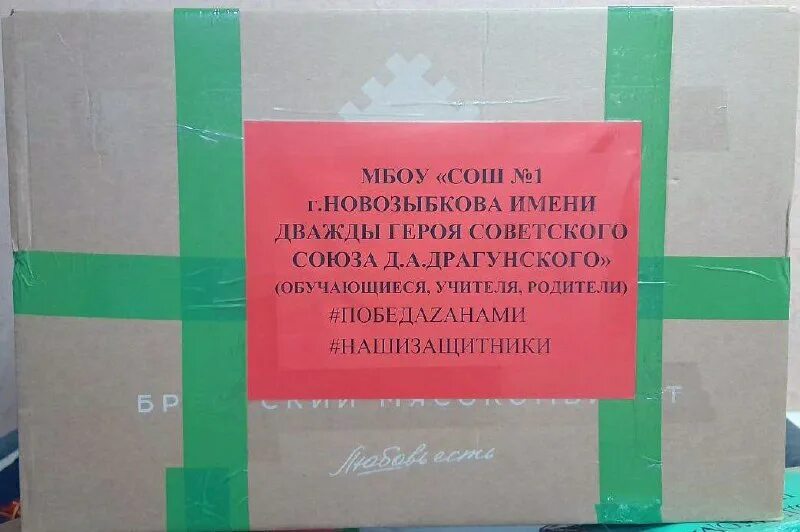 МБОУ «СОШ №1
г.НОВОЗЫБКОВА ИМЕНИ
ДВАЖДЫ ГЕРОЯ СОВЕТСКОГО
СОЮЗА Д.А.ДРАГУНСКОГО»
(ОБУЧАЮЩИЕСЯ, УЧИТЕЛЯ, РОДИТЕЛИ)
#ПОБЕДАZАНАМИ
#НАШИЗАЩИТНИКИ
Любовь есть